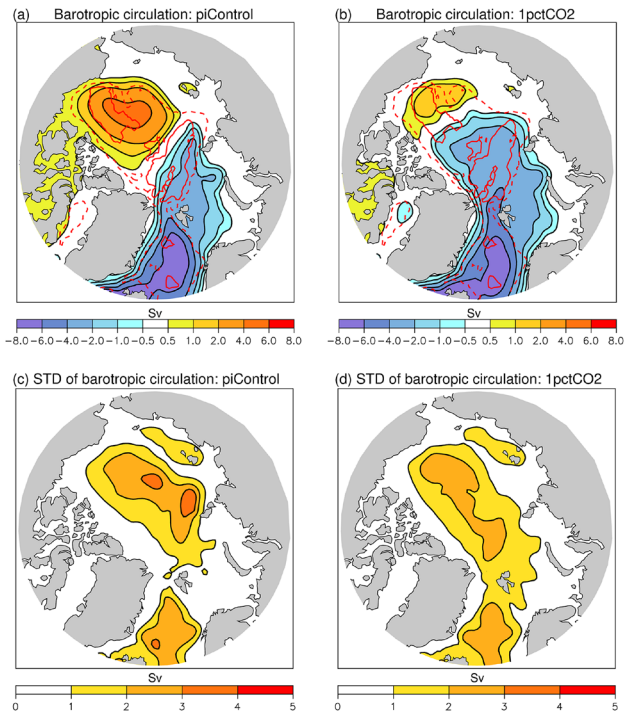 (a) Barotropic circulation: piControl
(b) Barotropic circulation: 1pctCO2
Sv
-8.0 -6.0 -4.0 -2.0 -1.0 -0.5 0.5 1.0 2.0 4.0 6.0 8.0
Sv
-8.0 -6.0 -4.0 -2.0 -1.0 -0.5 0.5 1.0 2.0 4.0 6.0 8.0
(c) STD of barotropic circulation: piControl
(d) STD of barotropic circulation: 1pctCO2
Sv
0 1 2 3 4 5
Sv
0 1 2 3 4 5